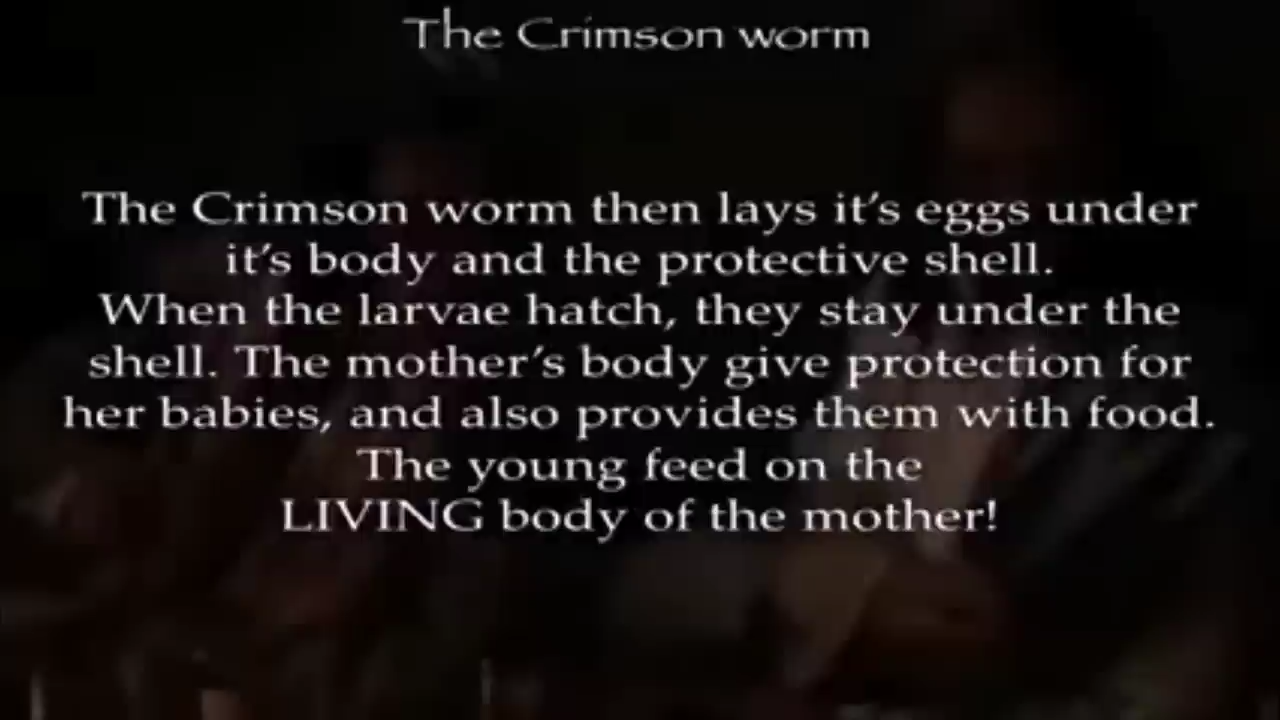 The Crimson worm
The Crimson worm then lays it's eggs under
it's body and the protective shell.
When the larvae hatch, they stay under the
shell. The mother's body give protection for
her babies, and also provides them with food.
The young feed on the
LIVING body of the mother!